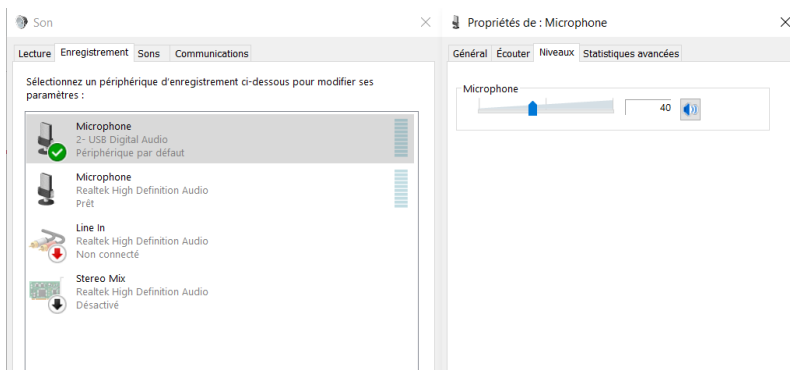 Son
Lecture Enregistrement Sons Communications
Sélectionnez un périphérique d'enregistrement ci-dessous pour modifier ses
paramètres :
Microphone
2- USB Digital Audio
Périphérique par défaut
Microphone
Realtek High Definition Audio
Prêt
Line In
Realtek High Definition Audio
Non connecté
Stereo Mix
Realtek High Definition Audio
Désactivé
Propriétés de : Microphone
Général Écouter Niveaux Statistiques avancées
Microphone
40